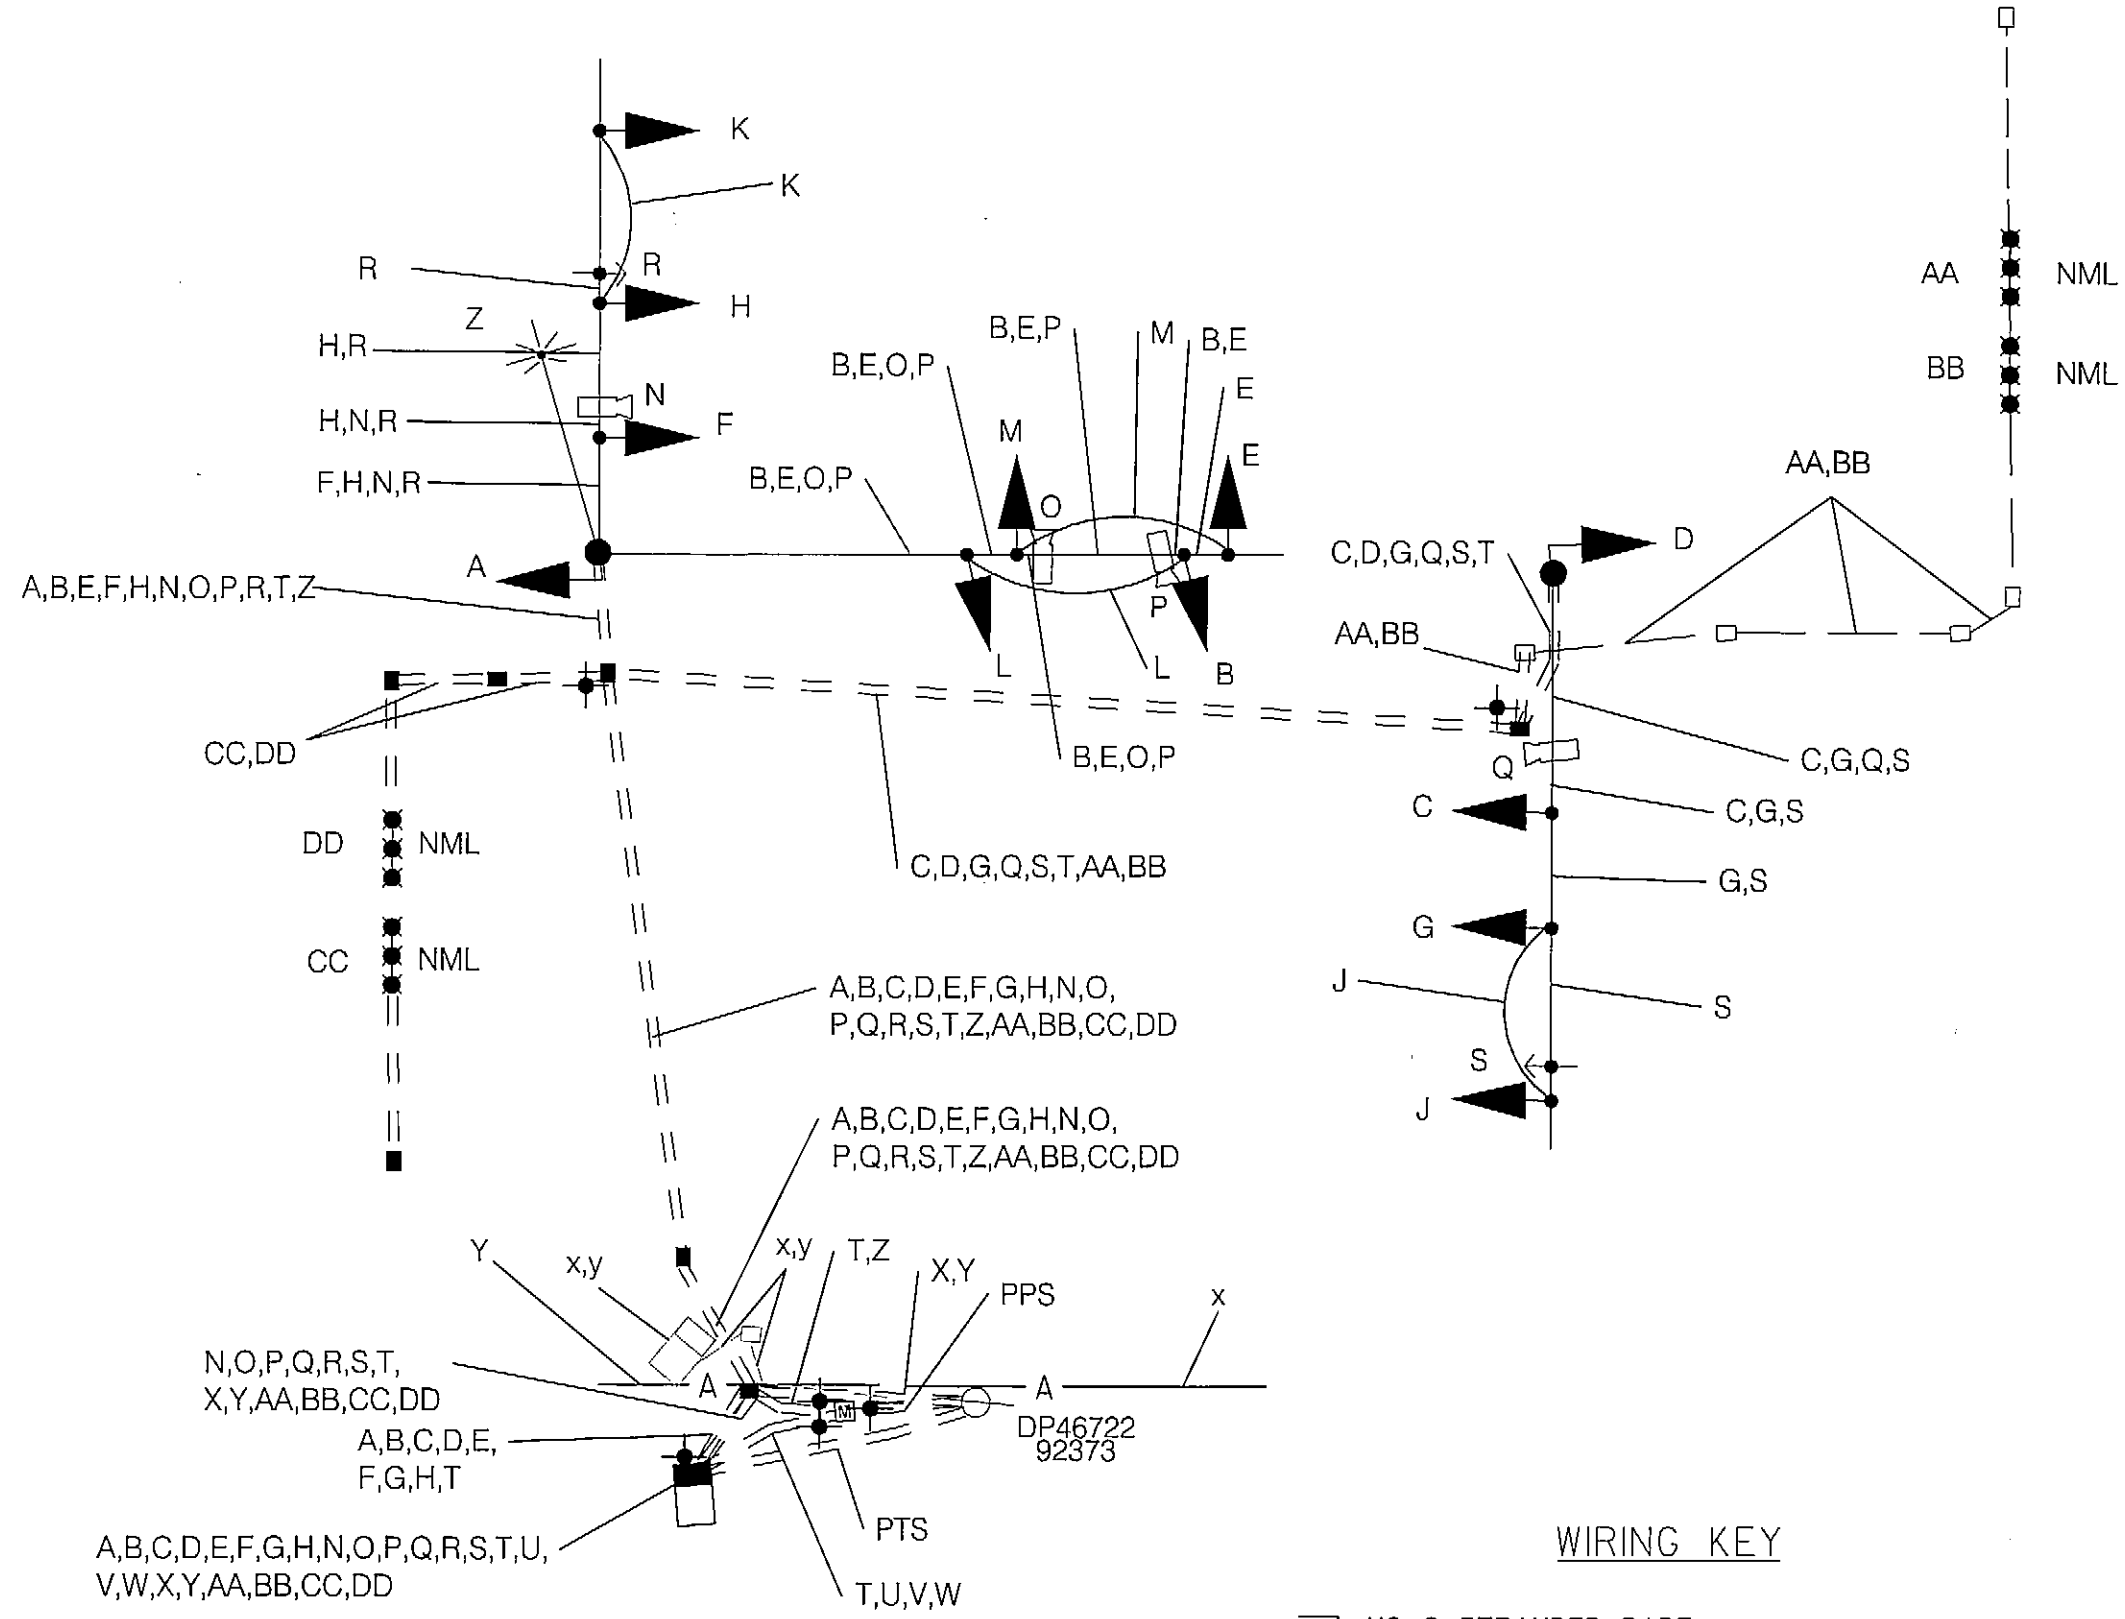 K
K
R
R
H
Z
H,R
N
H,N,R
F
F,H,N,R
A
A,B,E,F,H,N,O,P,R,T,Z
B,E,P
M
B,E
B,E,O,P
E
M
E
B,E,O,P
O
P
L
L
B
B,E,O,P
AA
NML
BB
NML
AA,BB
D
C,D,G,Q,S,T
AA,BB
Q
C,G,Q,S
C
C,G,S
G,S
G
J
S
S
J
CC,DD
C,D,G,Q,S,T,AA,BB
DD
NML
CC
NML
A,B,C,D,E,F,G,H,N,O,
P,Q,R,S,T,Z,AA,BB,CC,DD
A,B,C,D,E,F,G,H,N,O,
P,Q,R,S,T,Z,AA,BB,CC,DD
Y
x,y
x,y
T,Z
X,Y
PPS
x
N,O,P,Q,R,S,T,
X,Y,AA,BB,CC,DD
A
A
M
DP46722
92373
A,B,C,D,E,
F,G,H,T
PTS
A,B,C,D,E,F,G,H,N,O,P,Q,R,S,T,U,
V,W,X,Y,AA,BB,CC,DD
T,U,V,W
WIRING KEY